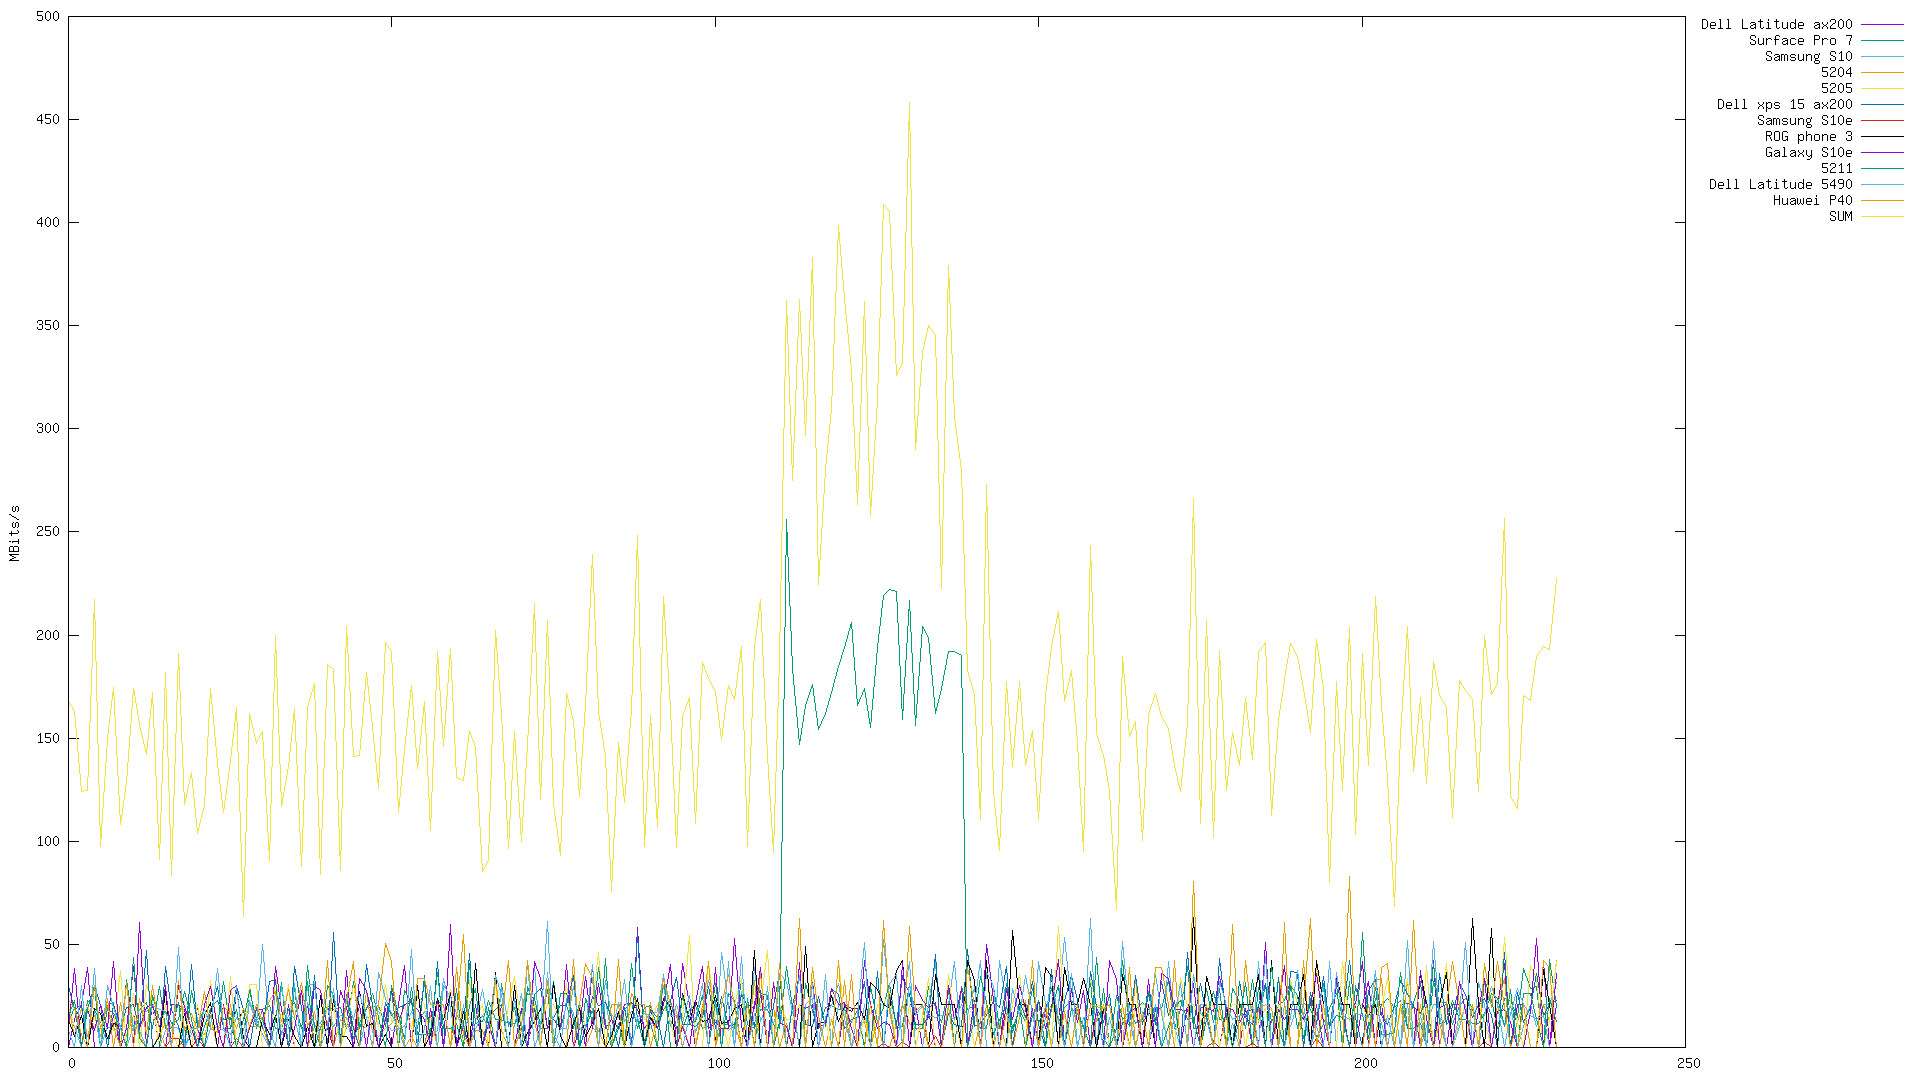 500
450
400
350
300
250
200
150
100
50
0
MBits/s
0 50 100 150 200 250
Dell Latitude ax200
Surface Pro 7
Samsung S10
5204
5205
Dell xps 15 ax200
Samsung S10e
ROG phone 3
Galaxy S10e
5211
Dell Latitude 5490
Huawei P40
SUM